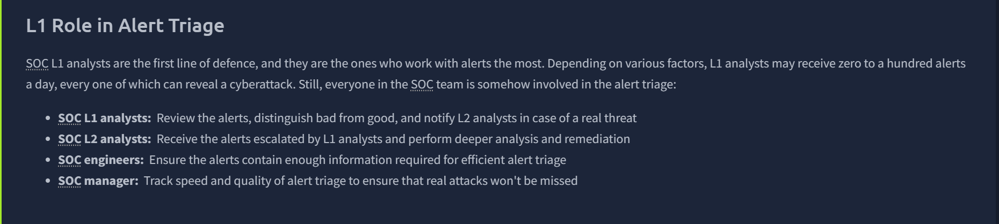 L1 Role in Alert Triage
SOC L1 analysts are the first line of defence, and they are the ones who work with alerts the most. Depending on various factors, L1 analysts may receive zero to a hundred alerts
a day, every one of which can reveal a cyberattack. Still, everyone in the SOC team is somehow involved in the alert triage:
• SOC L1 analysts: Review the alerts, distinguish bad from good, and notify L2 analysts in case of a real threat
• SOC L2 analysts: Receive the alerts escalated by L1 analysts and perform deeper analysis and remediation
• SOC engineers: Ensure the alerts contain enough information required for efficient alert triage
• SOC manager: Track speed and quality of alert triage to ensure that real attacks won't be missed